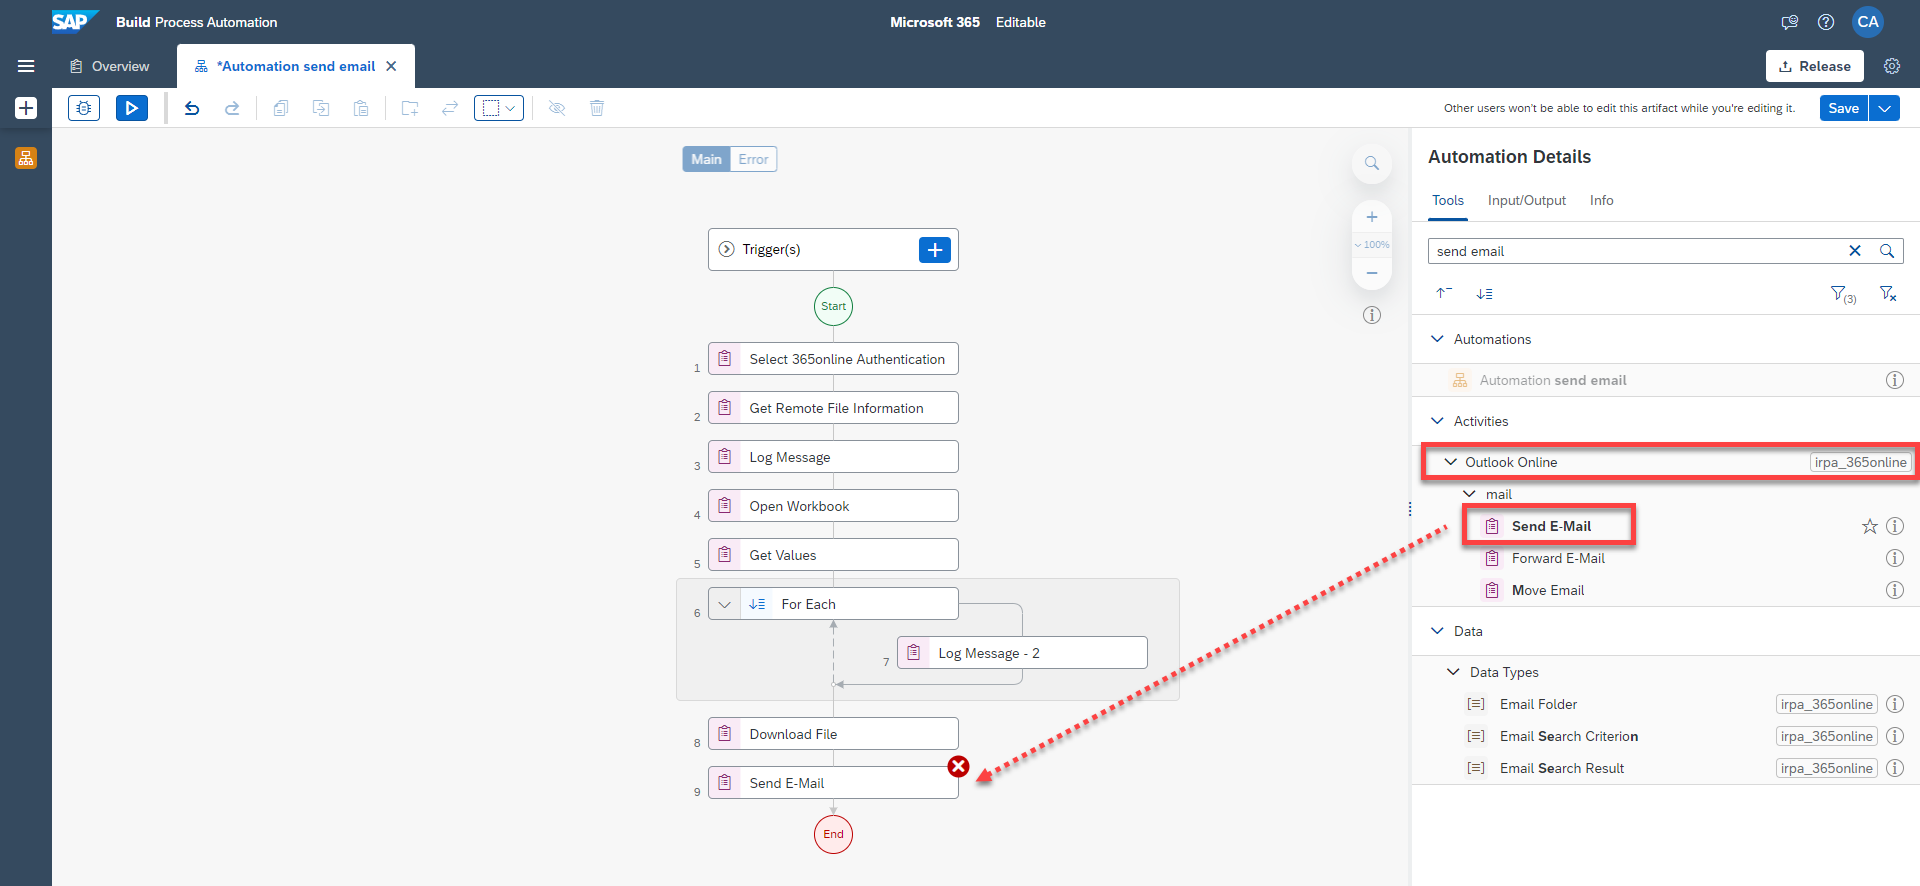 SAP Build Process Automation
Microsoft 365 Editable
CA
Overview
*Automation send email
Release
Other users won't be able to edit this artifact while you're editing it.
Save
Main Error
100%
Trigger(s)
Start
1 Select 365online Authentication
2 Get Remote File Information
3 Log Message
4 Open Workbook
5 Get Values
6 For Each
7 Log Message - 2
8 Download File
9 Send E-Mail
End
Automation Details
Tools Input/Output Info
send email
(3)
Automations
Automation send email
Activities
Outlook Online irpa_365online
mail
Send E-Mail
Forward E-Mail
Move Email
Data
Data Types
Email Folder irpa_365online
Email Search Criterion irpa_365online
Email Search Result irpa_365online